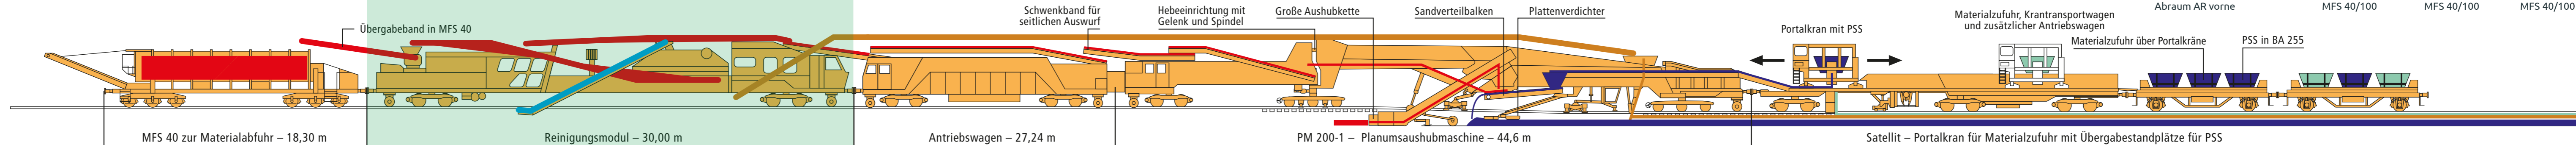 Übergabeband in MFS 40
Schwenkband für
seitlichen Auswurf
Hebeeinrichtung mit
Gelenk und Spindel
Große Aushubkette
Sandverteilbalken
Plattenverdichter
Portalkran mit PSS
Materialzufuhr, Krantransportwagen
und zusätzlicher Antriebswagen
Materialzufuhr über Portalkräne
Abraum AR vorne
PSS in BA 255
MFS 40/100
MFS 40/100
MFS 40/100
MFS 40 zur Materialabfuhr – 18,30 m
Reinigungsmodul – 30,00 m
Antriebswagen – 27,24 m
PM 200-1 – Planumsaushubmaschine – 44,6 m
Satellit – Portalkran für Materialzufuhr mit Übergabestandplätze für PSS